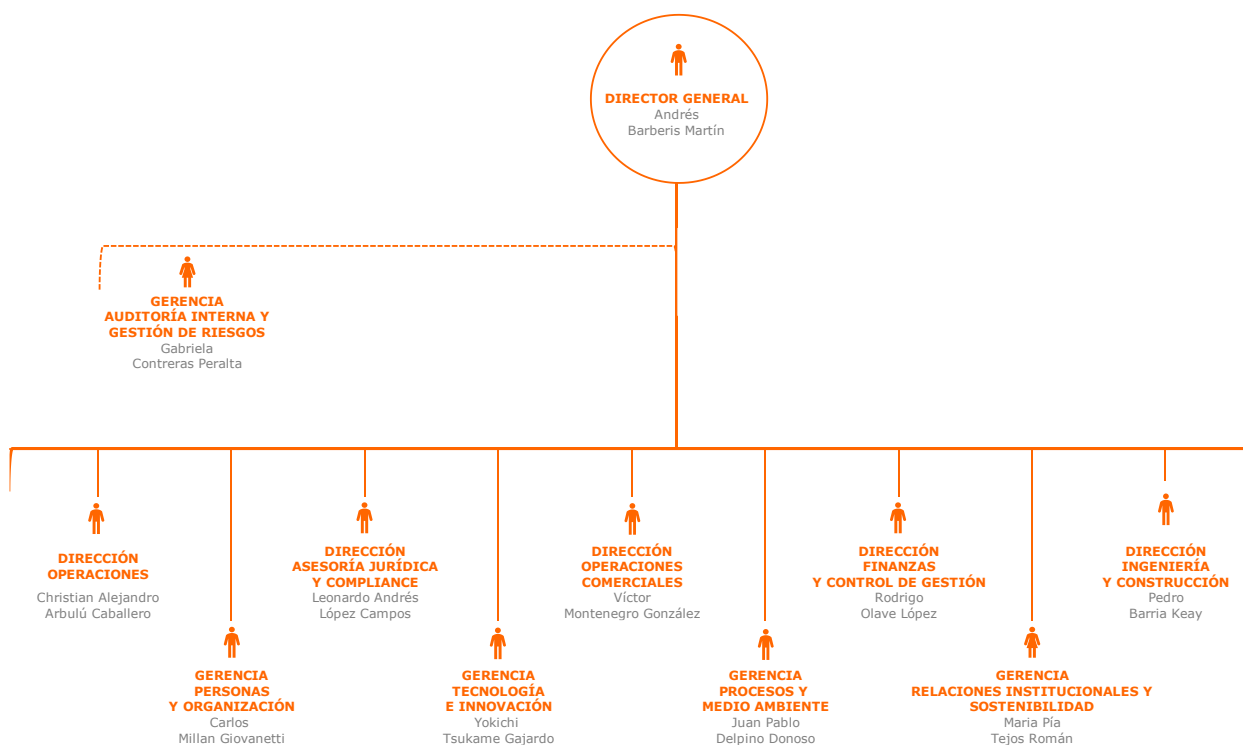 DIRECTOR GENERAL
Andrés
Barberis Martín
GERENCIA
AUDITORÍA INTERNA Y
GESTIÓN DE RIESGOS
Gabriela
Contreras Peralta
DIRECCIÓN
OPERACIONES
Christian Alejandro
Arbulú Caballero
DIRECCIÓN
ASESORÍA JURÍDICA
Y COMPLIANCE
Leonardo Andrés
López Campos
DIRECCIÓN
OPERACIONES
COMERCIALES
Víctor
Montenegro González
DIRECCIÓN
FINANZAS
Y CONTROL DE GESTIÓN
Rodrigo
Olave López
DIRECCIÓN
INGENIERÍA
Y CONSTRUCCIÓN
Pedro
Barria Keay
GERENCIA
PERSONAS
Y ORGANIZACIÓN
Carlos
Millan Giovanetti
GERENCIA
TECNOLOGÍA
E INNOVACIÓN
Yokichi
Tsukame Gajardo
GERENCIA
PROCESOS Y
MEDIO AMBIENTE
Juan Pablo
Delpino Donoso
GERENCIA
RELACIONES INSTITUCIONALES Y
SOSTENIBILIDAD
Maria Pía
Tejos Román